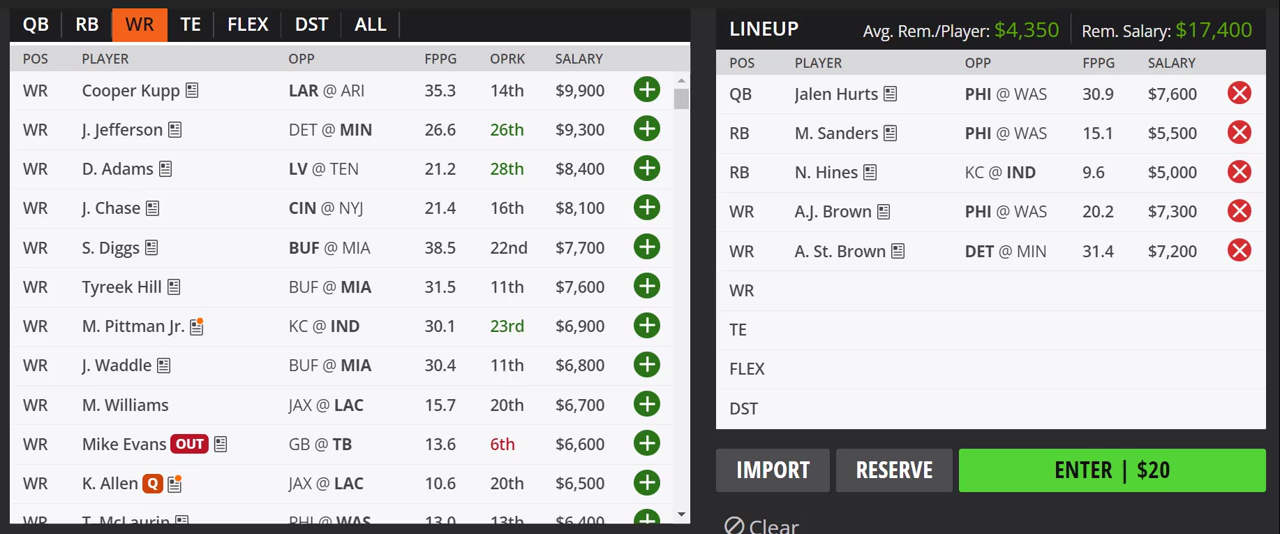 QB RB WR TE FLEX DST ALL
POS PLAYER OPP FPPG OPRK SALARY
WR Cooper Kupp LAR @ ARI 35.3 14th $9,900
WR J. Jefferson DET @ MIN 26.6 26th $9,300
WR D. Adams LV @ TEN 21.2 28th $8,400
WR J. Chase CIN @ NYJ 21.4 16th $8,100
WR S. Diggs BUF @ MIA 38.5 22nd $7,700
WR Tyreek Hill BUF @ MIA 31.5 11th $7,600
WR M. Pittman Jr. KC @ IND 30.1 23rd $6,900
WR J. Waddle BUF @ MIA 30.4 11th $6,800
WR M. Williams JAX @ LAC 15.7 20th $6,700
WR Mike Evans OUT GB @ TB 13.6 6th $6,600
WR K. Allen Q JAX @ LAC 10.6 20th $6,500
WR T. McLaurin PHI @ WAS 13.0 13th $6,400
LINEUP Avg. Rem./Player: $4,350 Rem. Salary: $17,400
POS PLAYER OPP FPPG SALARY
QB Jalen Hurts PHI @ WAS 30.9 $7,600
RB M. Sanders PHI @ WAS 15.1 $5,500
RB N. Hines KC @ IND 9.6 $5,000
WR A.J. Brown PHI @ WAS 20.2 $7,300
WR A. St. Brown DET @ MIN 31.4 $7,200
WR
TE
FLEX
DST
IMPORT RESERVE ENTER | $20
Clear